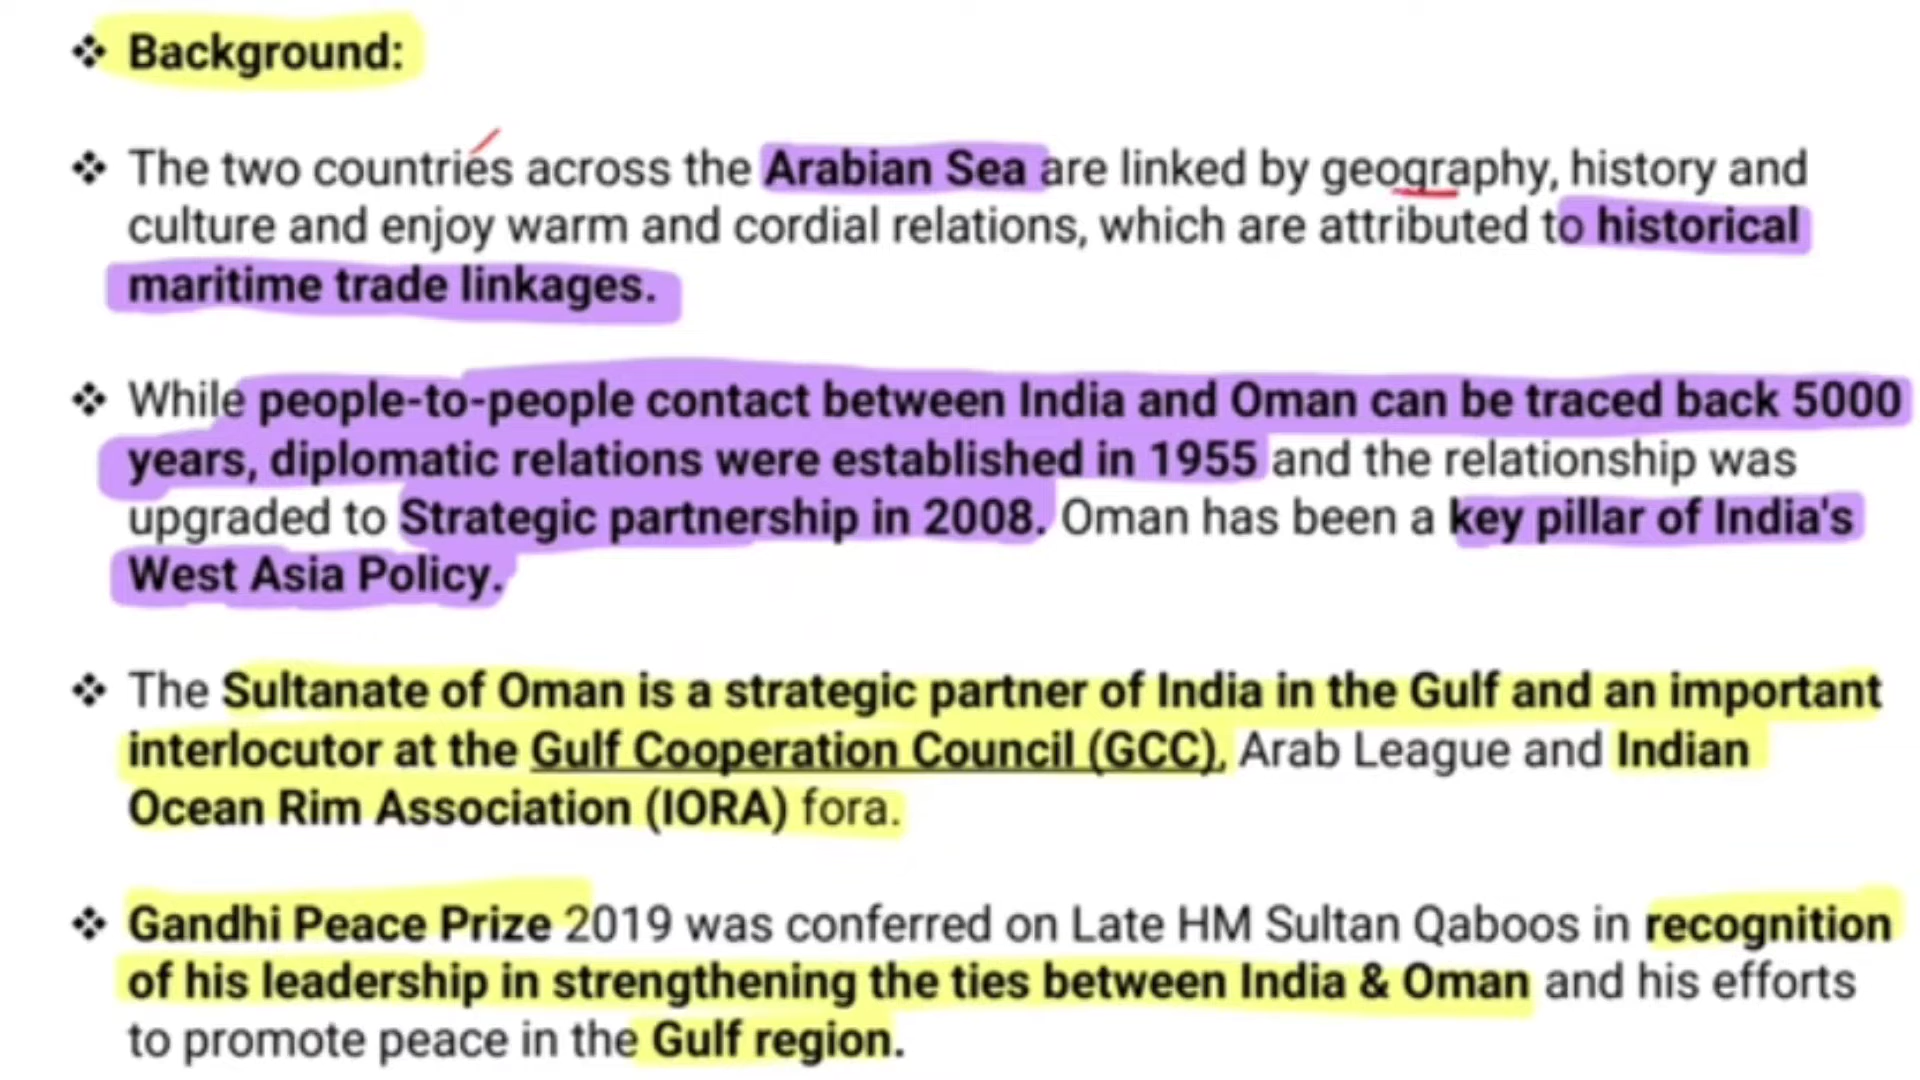 ❖ Background:
❖ The two countries across the Arabian Sea are linked by geography, history and
culture and enjoy warm and cordial relations, which are attributed to historical
maritime trade linkages.
❖ While people-to-people contact between India and Oman can be traced back 5000
years, diplomatic relations were established in 1955 and the relationship was
upgraded to Strategic partnership in 2008. Oman has been a key pillar of India's
West Asia Policy.
❖ The Sultanate of Oman is a strategic partner of India in the Gulf and an important
interlocutor at the Gulf Cooperation Council (GCC), Arab League and Indian
Ocean Rim Association (IORA) fora.
❖ Gandhi Peace Prize 2019 was conferred on Late HM Sultan Qaboos in recognition
of his leadership in strengthening the ties between India & Oman and his efforts
to promote peace in the Gulf region.